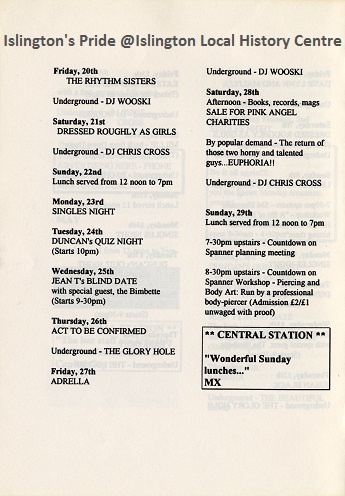 Islington's Pride @Islington Local History Centre
Friday, 20th
THE RHYTHM SISTERS
Underground - DJ WOOSKI
Saturday, 21st
DRESSED ROUGHLY AS GIRLS
Underground - DJ CHRIS CROSS
Sunday, 22nd
Lunch served from 12 noon to 7pm
Monday, 23rd
SINGLES NIGHT
Tuesday, 24th
DUNCAN's QUIZ NIGHT
(Starts 10pm)
Wednesday, 25th
JEAN T's BLIND DATE
with special guest, the Bimbette
(Starts 9-30pm)
Thursday, 26th
ACT TO BE CONFIRMED
Underground - THE GLORY HOLE
Friday, 27th
ADRELLA
Underground - DJ WOOSKI
Saturday, 28th
Afternoon - Books, records, mags
SALE FOR PINK ANGEL
CHARITIES
By popular demand - The return of
those two horny and talented
guys...EUPHORIA!!
Underground - DJ CHRIS CROSS
Sunday, 29th
Lunch served from 12 noon to 7pm
7-30pm upstairs - Countdown on
Spanner planning meeting
8-30pm upstairs - Countdown on
Spanner Workshop - Piercing and
Body Art: Run by a professional
body-piercer (Admission £2/£1
unwaged with proof)
** CENTRAL STATION **
"Wonderful Sunday
lunches..."
MX